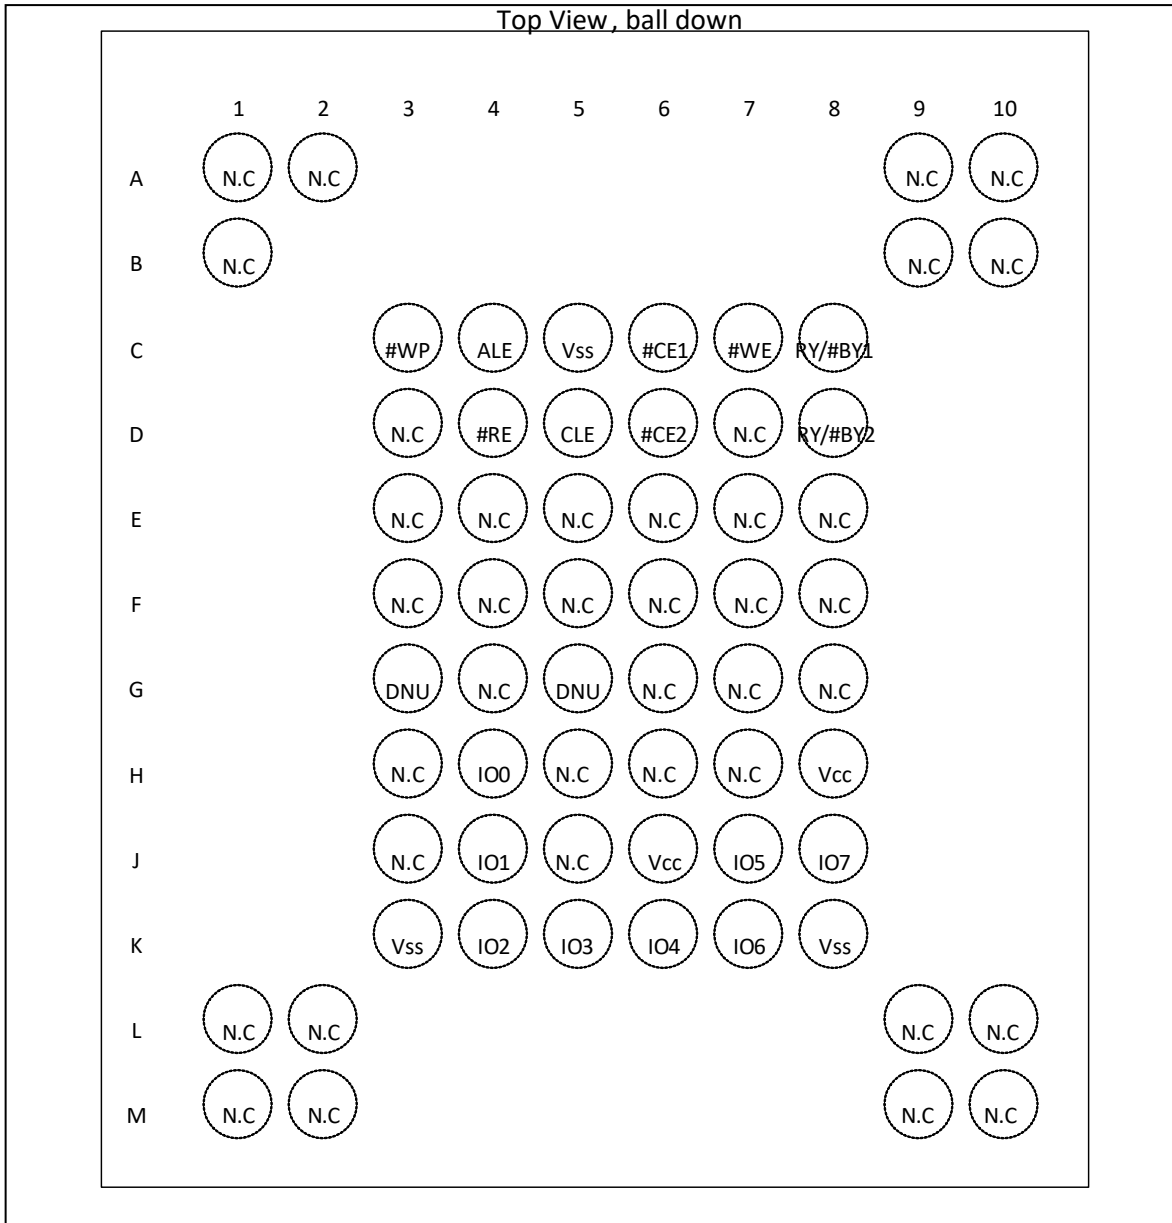 Top View, ball down
1 2 3 4 5 6 7 8 9 10
A N.C N.C N.C N.C
B N.C N.C N.C
C #WP ALE Vss #CE1 #WE RY/#BY1
D N.C #RE CLE #CE2 N.C RY/#BY2
E N.C N.C N.C N.C N.C N.C
F N.C N.C N.C N.C N.C N.C
G DNU N.C DNU N.C N.C N.C
H N.C IO0 N.C N.C N.C Vcc
J N.C IO1 N.C Vcc IO5 IO7
K Vss IO2 IO3 IO4 IO6 Vss
L N.C N.C N.C N.C
M N.C N.C N.C N.C